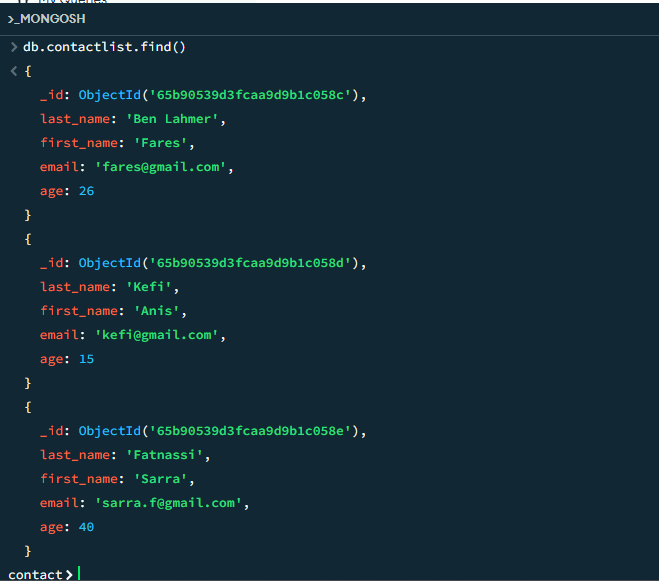 My Queries
>_MONGOSH
> db.contactlist.find()
< {
_id: ObjectId('65b90539d3fcaa9d9b1c058c'),
last_name: 'Ben Lahmer',
first_name: 'Fares',
email: 'fares@gmail.com',
age: 26
}
{
_id: ObjectId('65b90539d3fcaa9d9b1c058d'),
last_name: 'Kefi',
first_name: 'Anis',
email: 'kefi@gmail.com',
age: 15
}
{
_id: ObjectId('65b90539d3fcaa9d9b1c058e'),
last_name: 'Fatnassi',
first_name: 'Sarra',
email: 'sarra.f@gmail.com',
age: 40
}
contact>